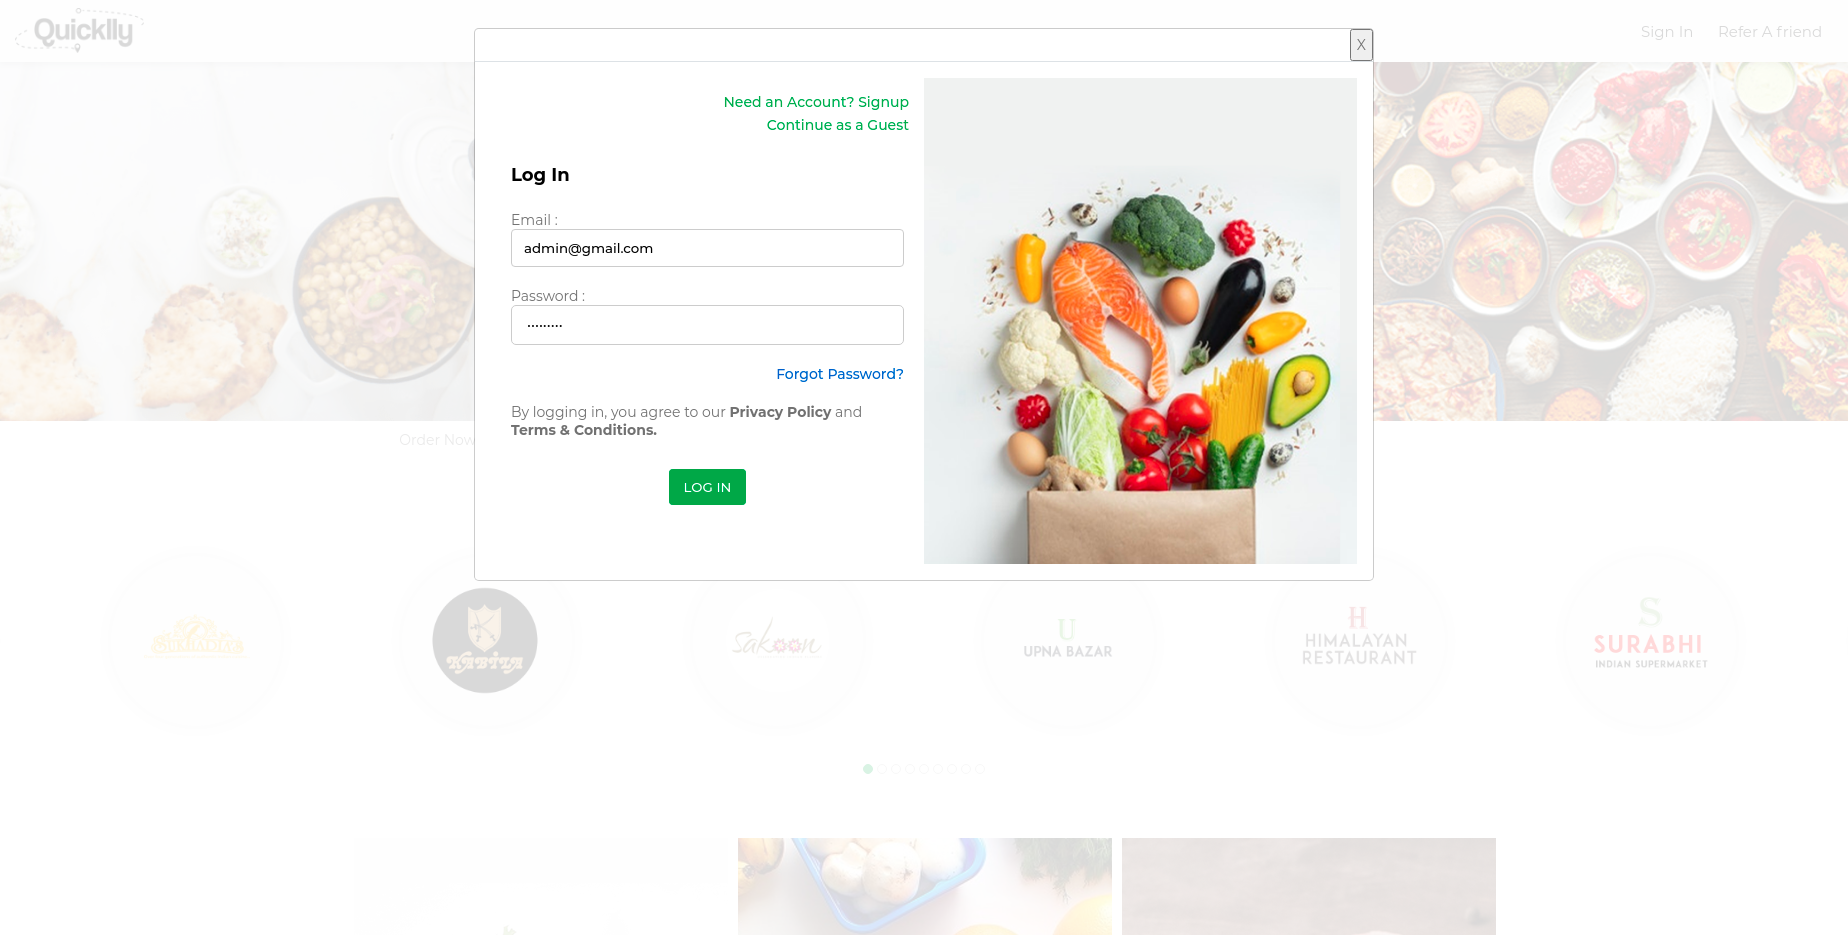 Quicklly
Sign In
Refer A friend
X
Need an Account? Signup
Continue as a Guest
Log In
Email :
admin@gmail.com
Password :
·········
Forgot Password?
By logging in, you agree to our Privacy Policy and
Terms & Conditions.
LOG IN
Order Now
SUKHADIA'S
KABILA
sakoon
U
UPNA BAZAR
H
HIMALAYAN
RESTAURANT
S
SURABHI
INDIAN SUPERMARKET